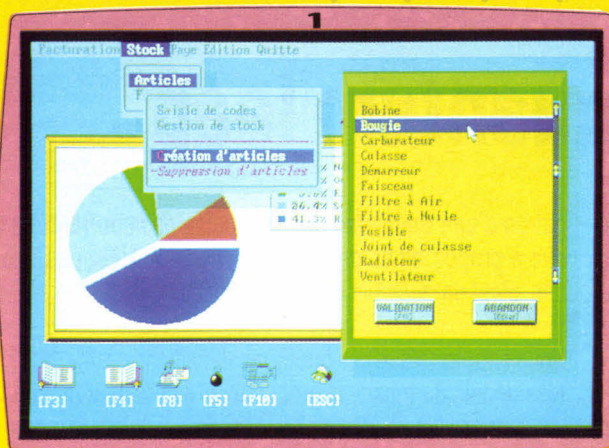 1
Facturation Stock Page Edition Quitte
Articles
F
Saisie de codes
Gestion de stock
Création d'articles
Suppression d'articles
26.4%
41.3%
Bobine
Bougie
Carburateur
Culasse
Démarreur
Faisceau
Filtre à Air
Filtre à Huile
Fusible
Joint de culasse
Radiateur
Ventilateur
VALIDATION ABANDON
[F10]
[F3] [F4] [F8] [F5] [F10] [ESC]